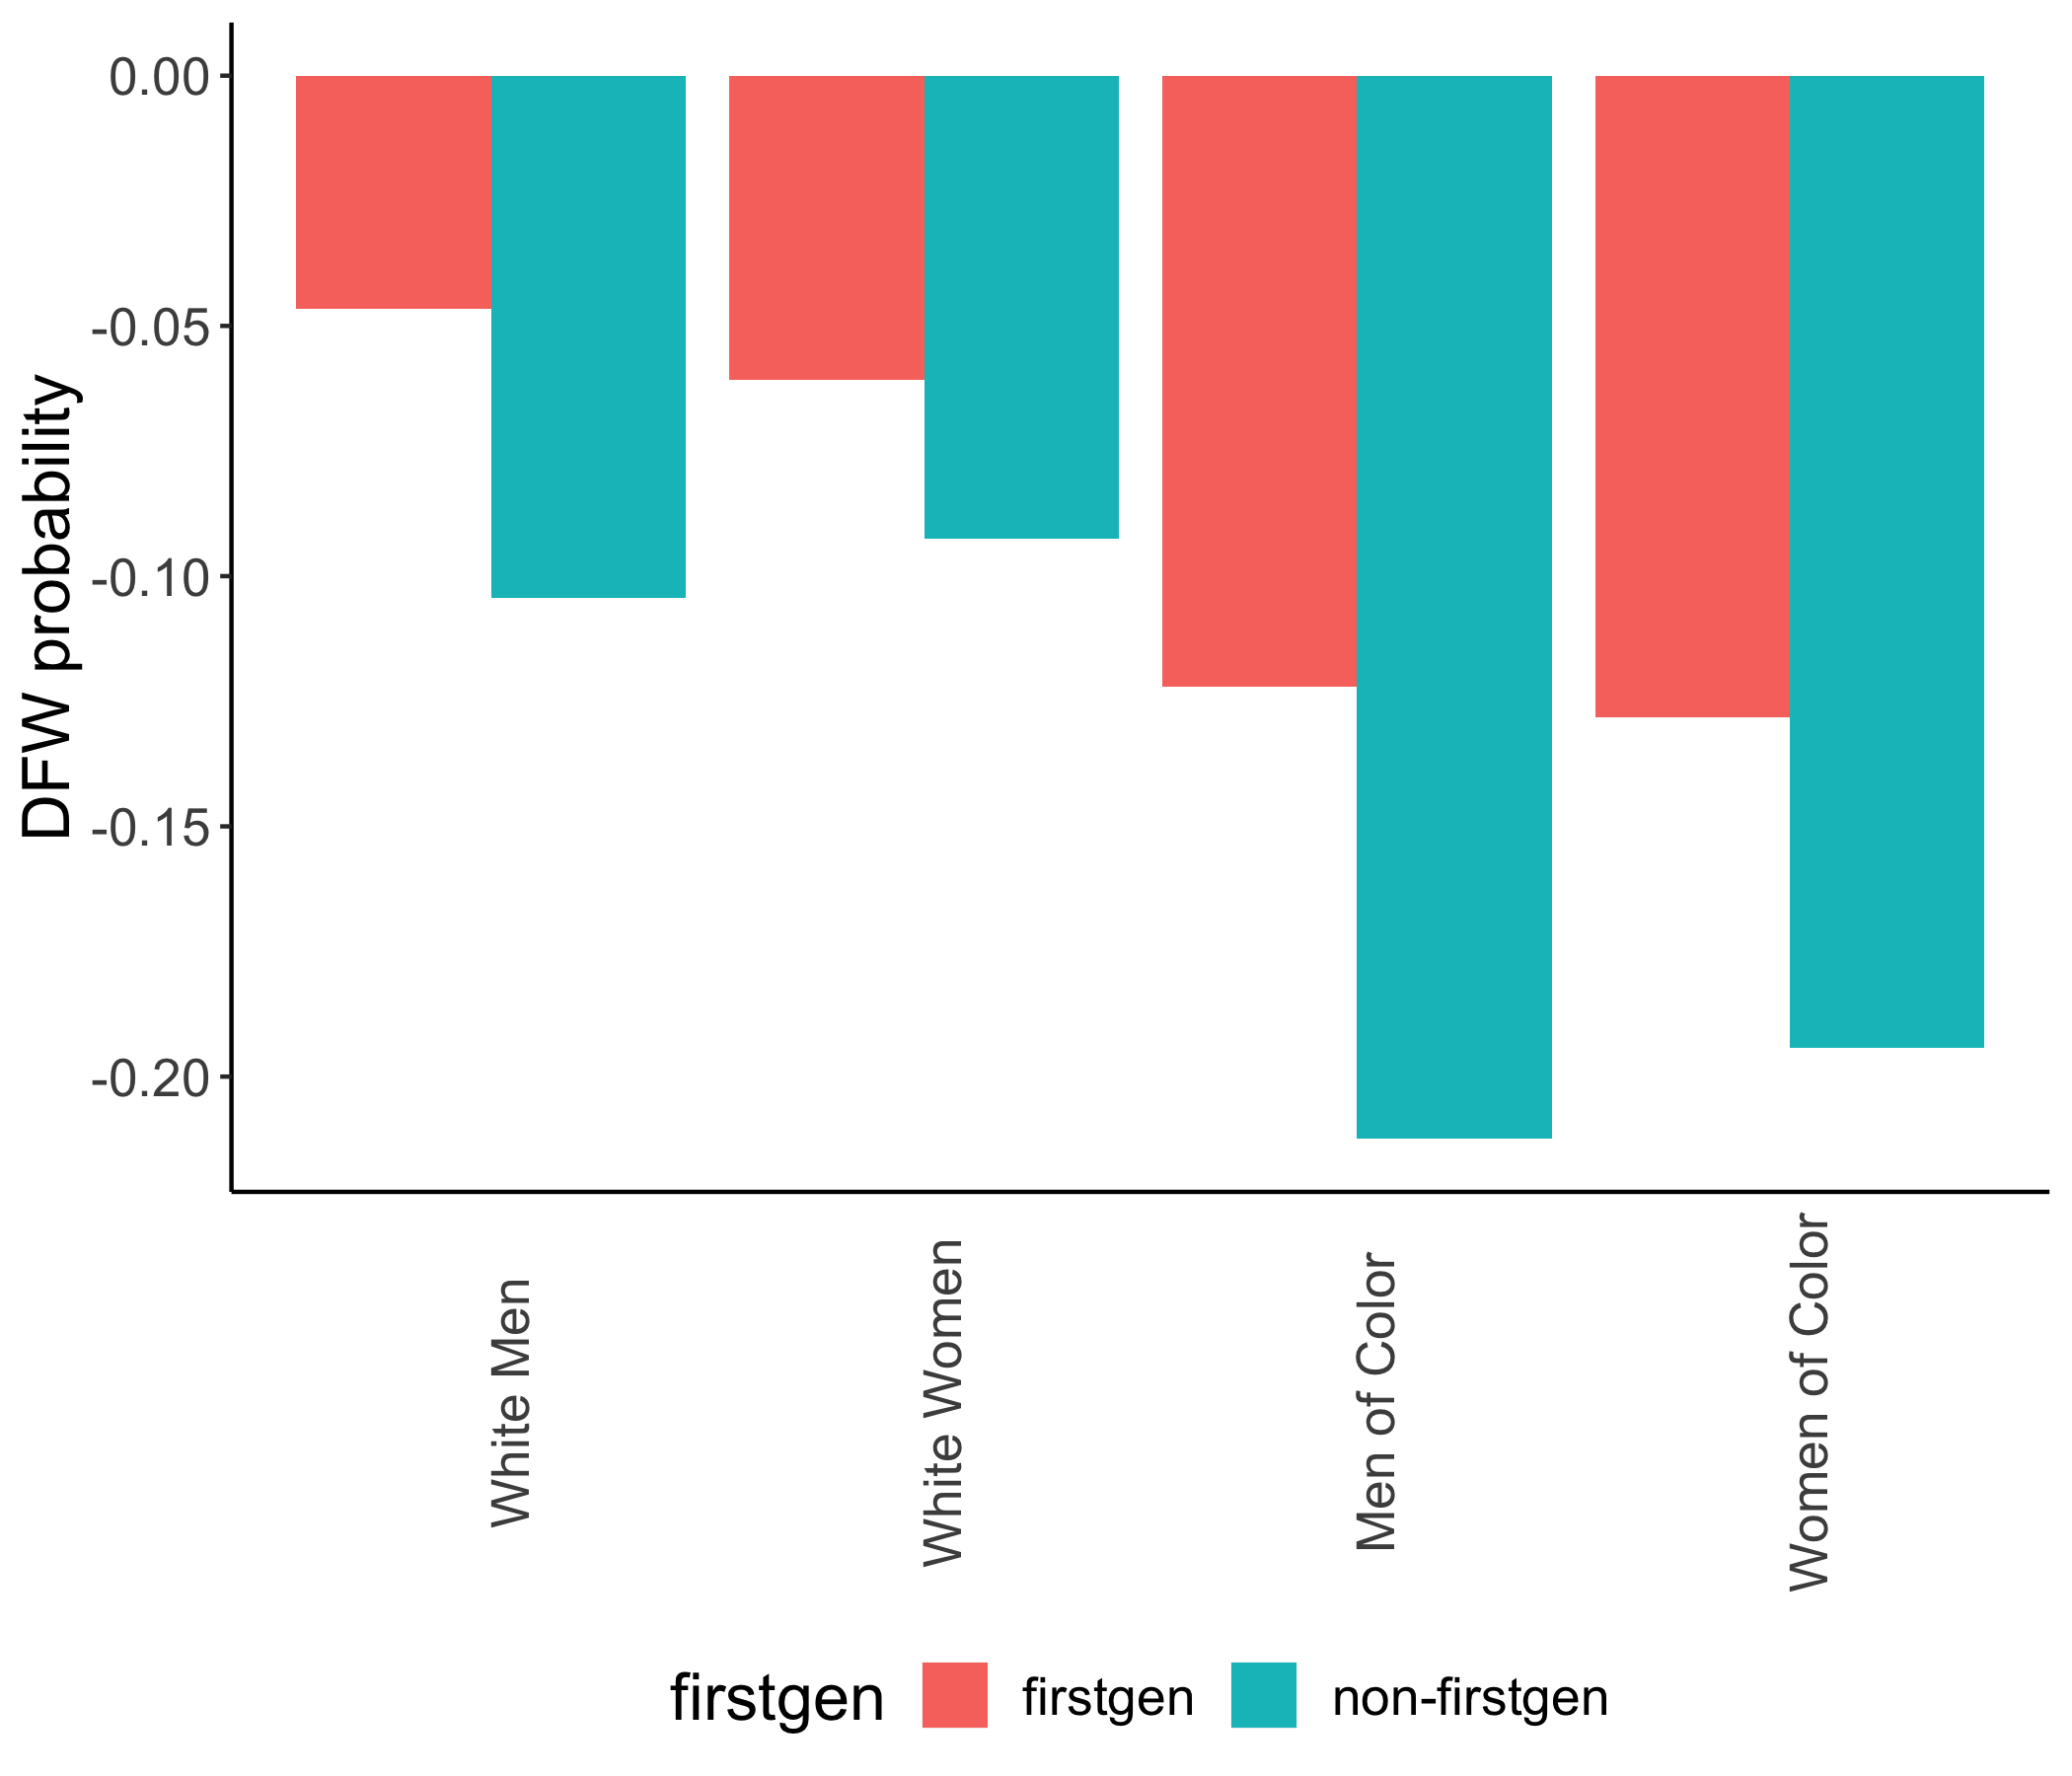 DFW probability
0.00
-0.05
-0.10
-0.15
-0.20
White Men
White Women
Men of Color
Women of Color
firstgen firstgen non-firstgen